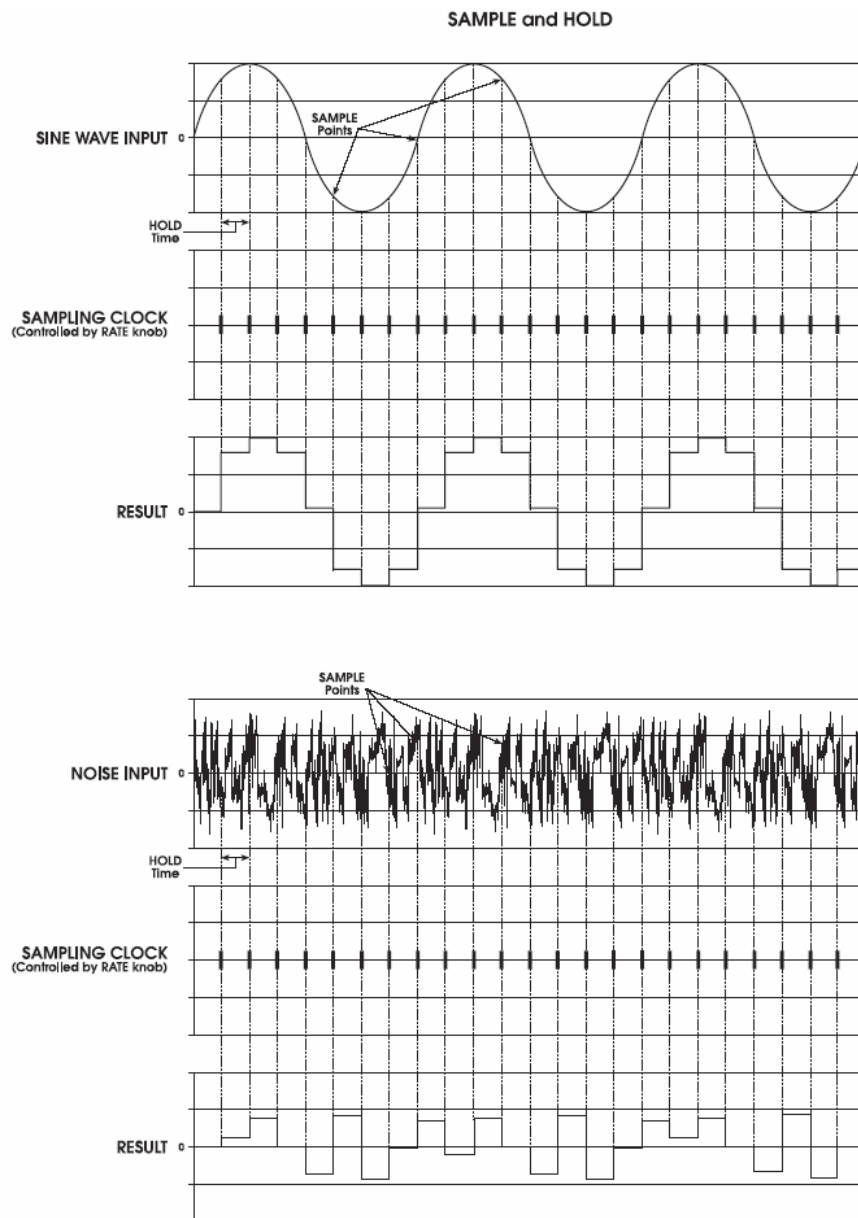 SAMPLE and HOLD
SAMPLE
Points
SINE WAVE INPUT 0
HOLD
Time
SAMPLING CLOCK
(Controlled by RATE knob)
RESULT 0
SAMPLE
Points
NOISE INPUT 0
HOLD
Time
SAMPLING CLOCK
(Controlled by RATE knob)
RESULT 0